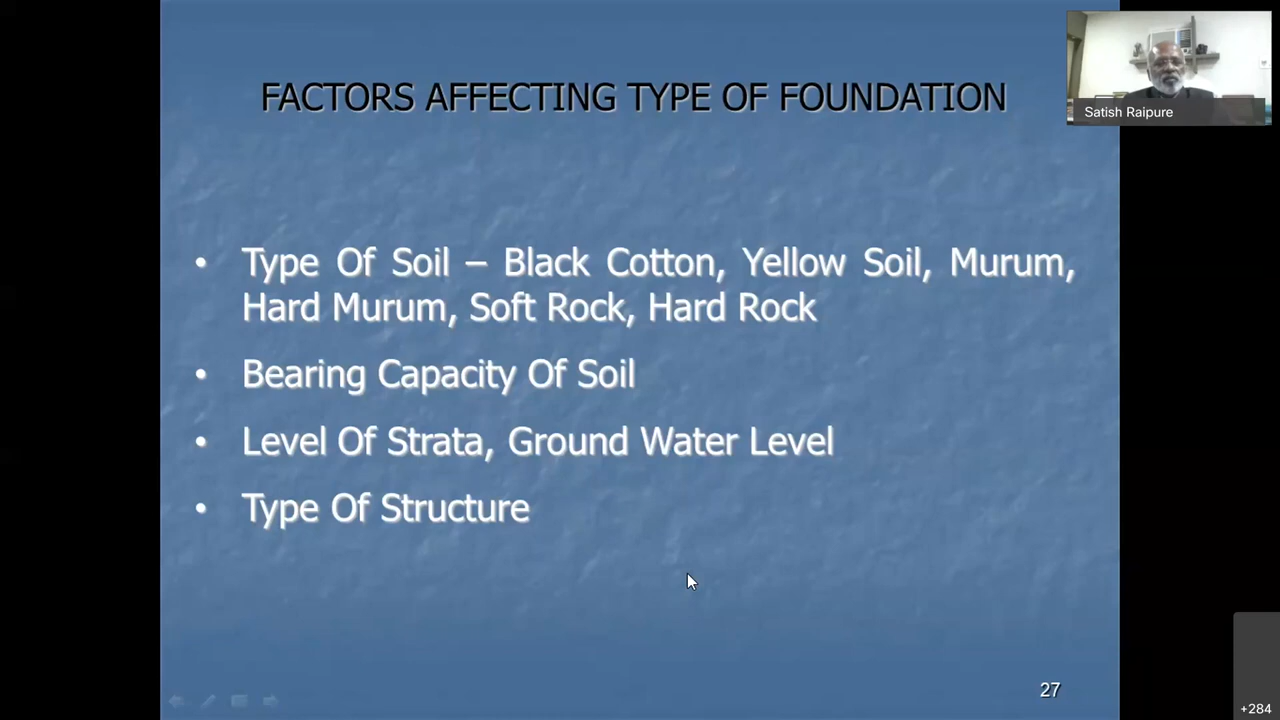 FACTORS AFFECTING TYPE OF FOUNDATION
Satish Raipure
• Type Of Soil – Black Cotton, Yellow Soil, Murum,
Hard Murum, Soft Rock, Hard Rock
• Bearing Capacity Of Soil
• Level Of Strata, Ground Water Level
• Type Of Structure
27
+284